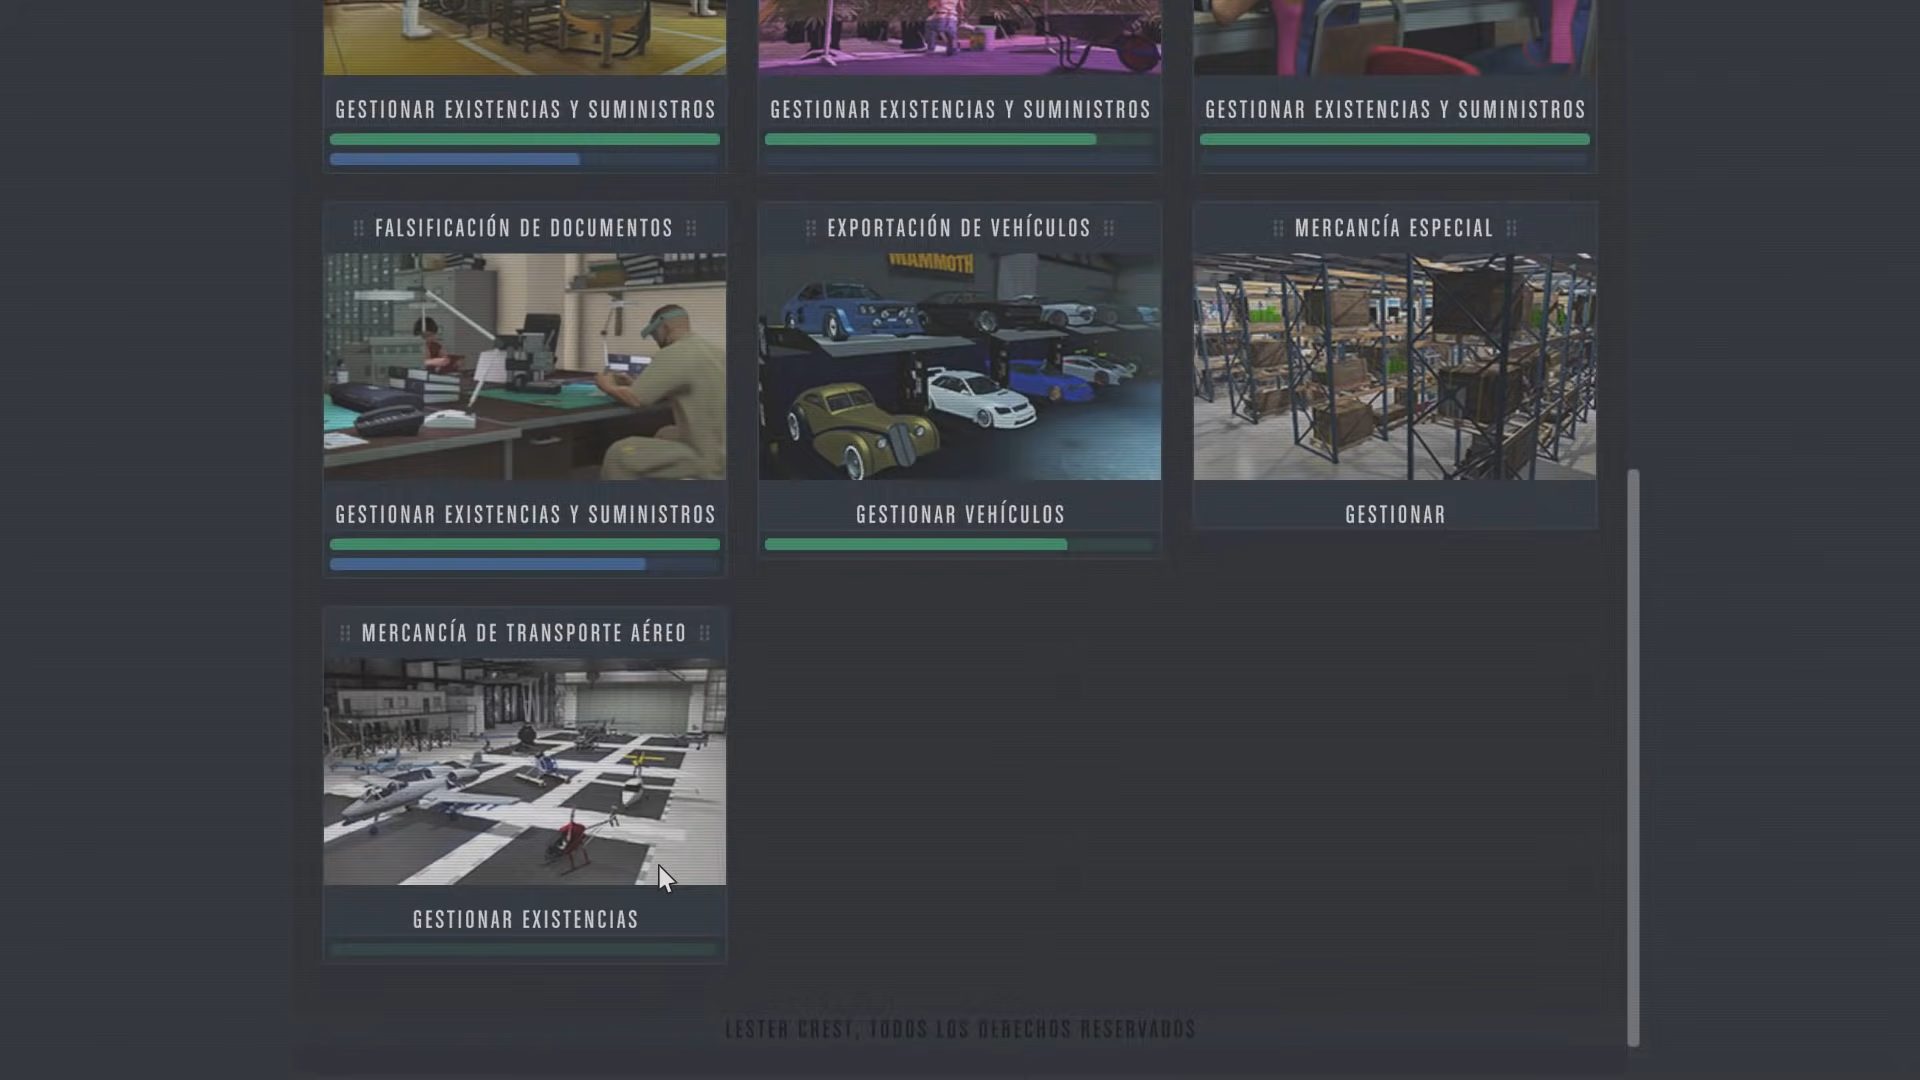 GESTIONAR EXISTENCIAS Y SUMINISTROS
GESTIONAR EXISTENCIAS Y SUMINISTROS
GESTIONAR EXISTENCIAS Y SUMINISTROS
FALSIFICACIÓN DE DOCUMENTOS
EXPORTACIÓN DE VEHÍCULOS
MERCANCÍA ESPECIAL
MAMMOTH
GESTIONAR EXISTENCIAS Y SUMINISTROS
GESTIONAR VEHÍCULOS
GESTIONAR
MERCANCÍA DE TRANSPORTE AÉREO
GESTIONAR EXISTENCIAS
LESTER CREST, TODOS LOS DERECHOS RESERVADOS